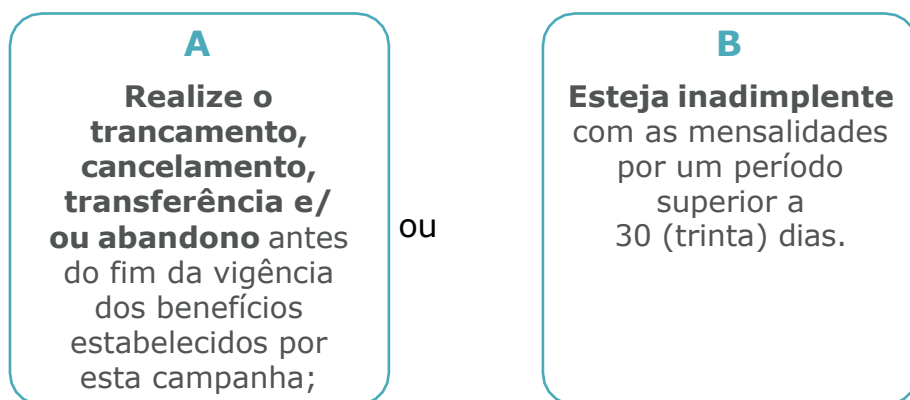 A
Realize o
trancamento,
cancelamento,
transferência e/
ou abandono antes
do fim da vigência
dos benefícios
estabelecidos por
esta campanha;
ou
B
Esteja inadimplente
com as mensalidades
por um período
superior a
30 (trinta) dias.